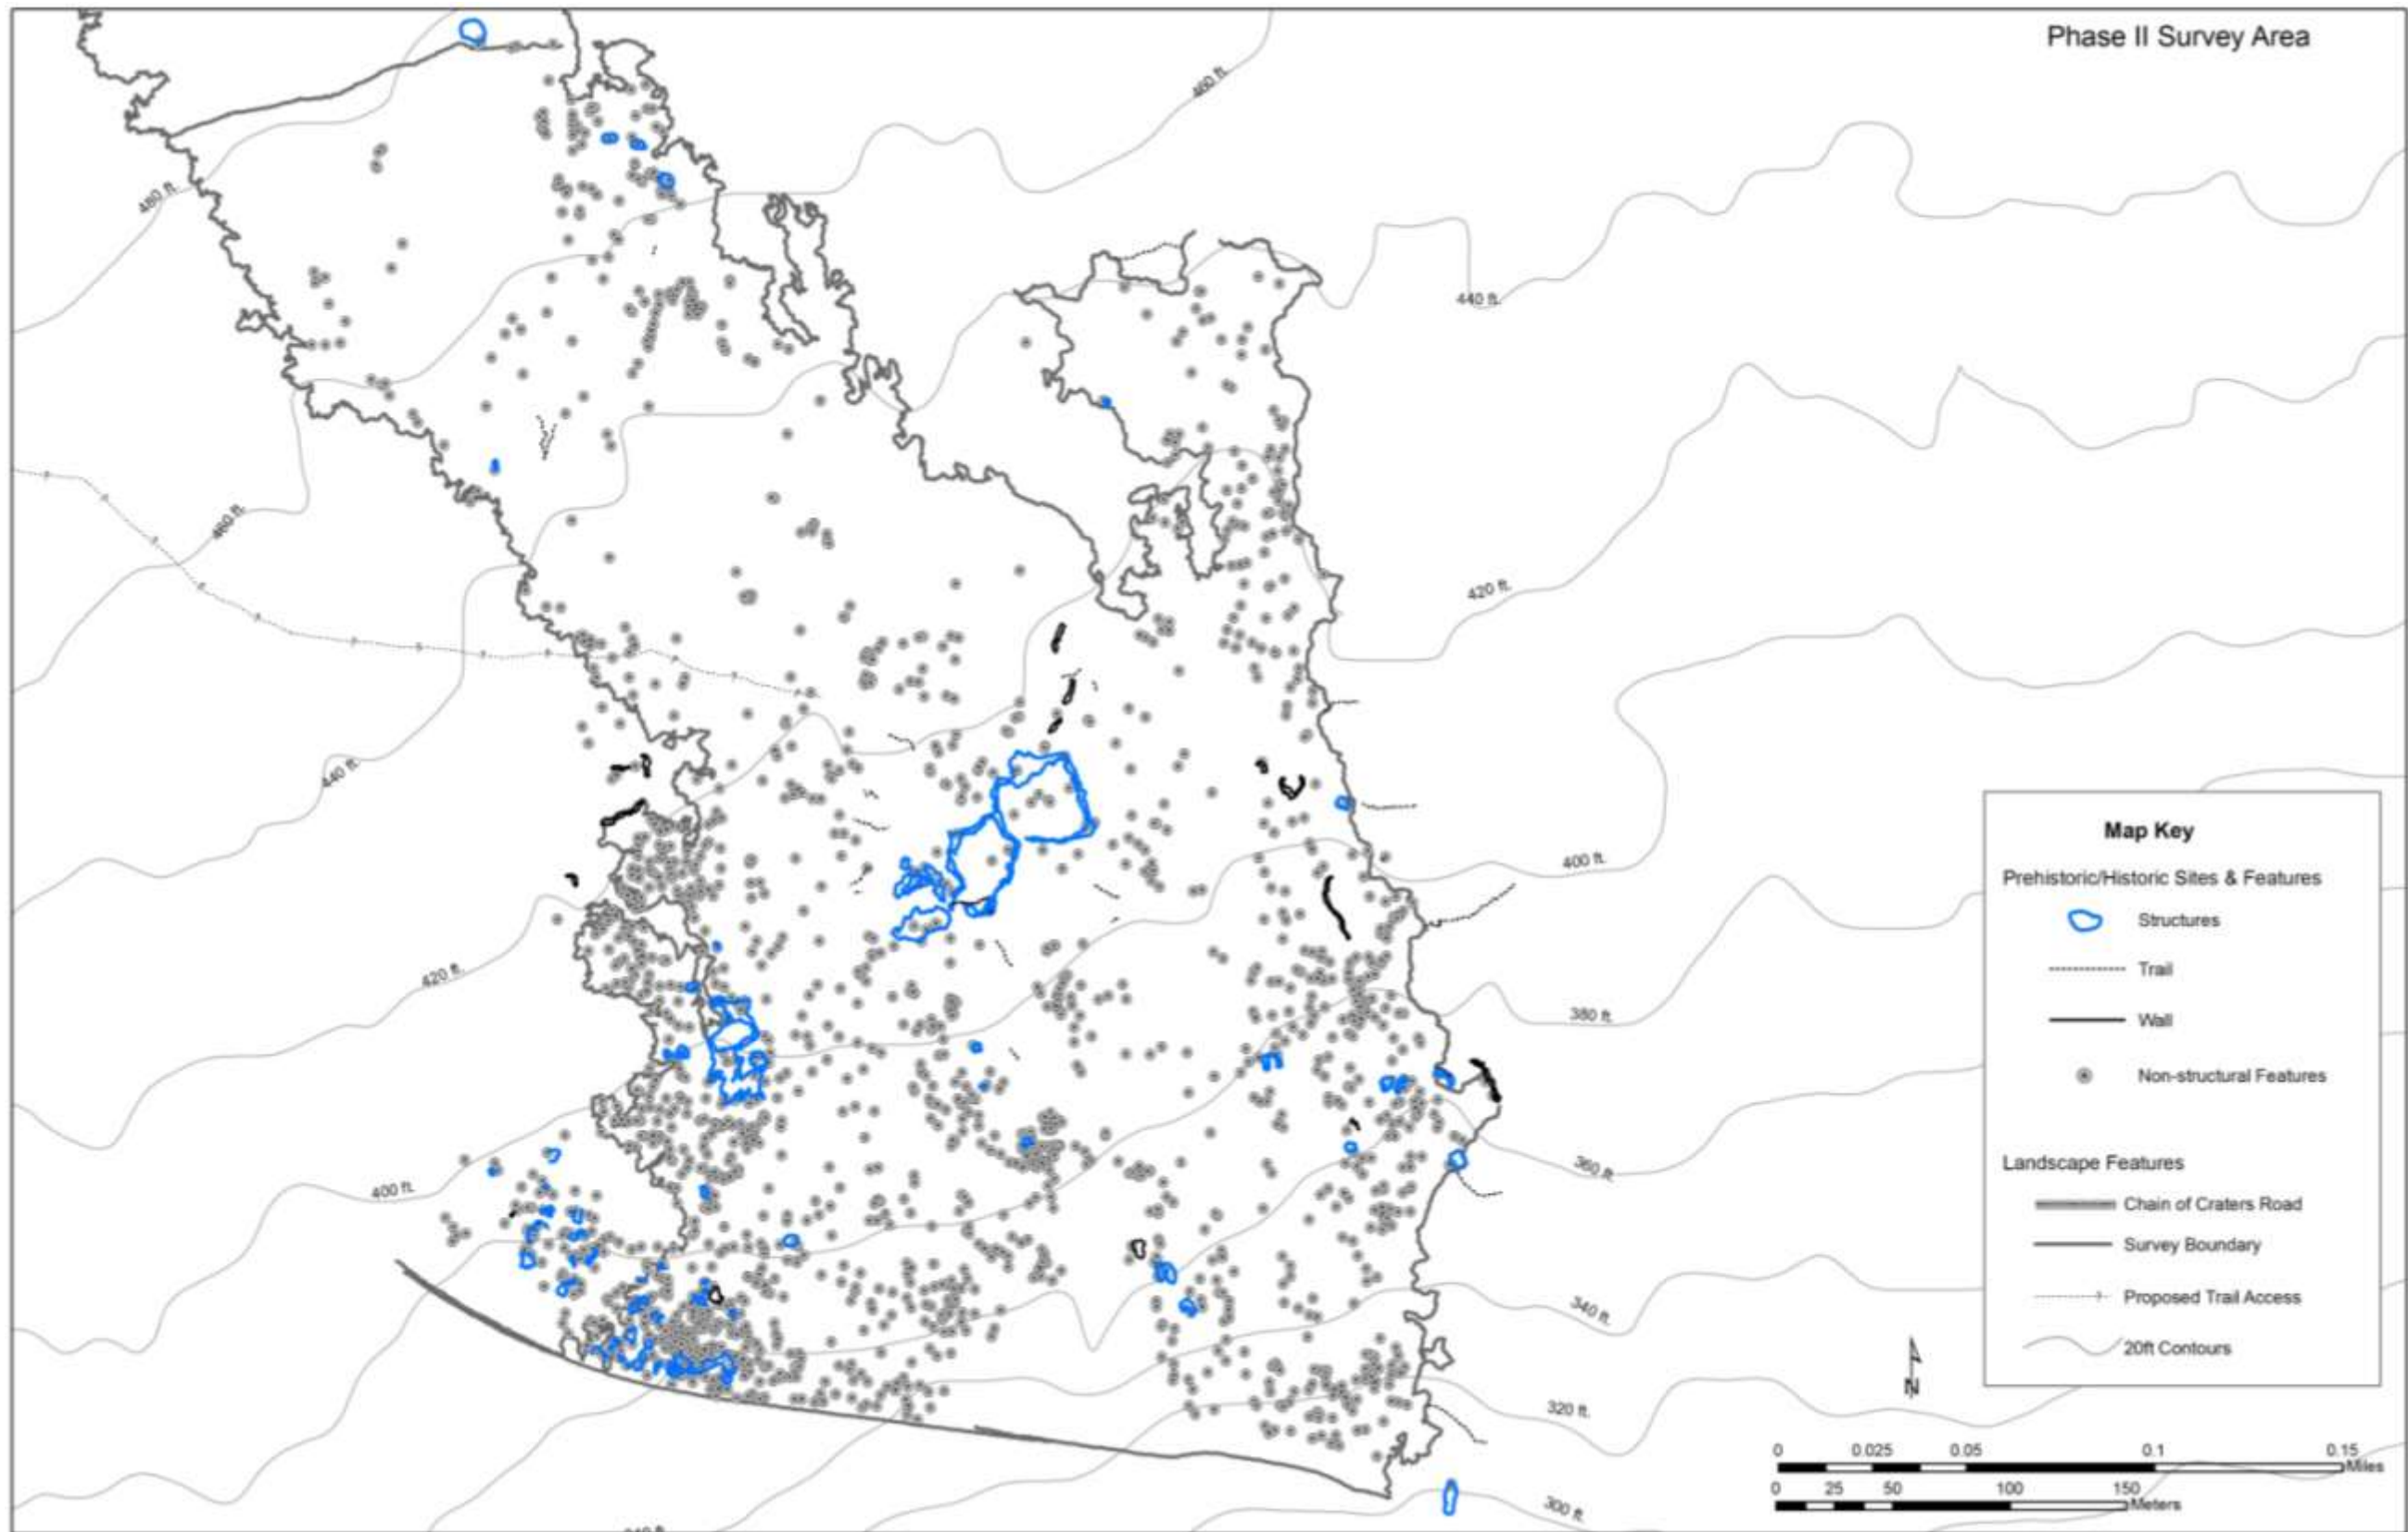 Phase II Survey Area
460 ft.
480 ft.
440 ft.
460 ft.
420 ft.
440 ft.
400 ft.
420 ft.
380 ft.
360 ft.
400 ft.
340 ft.
320 ft.
300 ft.
Map Key
Prehistoric/Historic Sites & Features
Structures
Trail
Wall
Non-structural Features
Landscape Features
Chain of Craters Road
Survey Boundary
Proposed Trail Access
20ft Contours
N
0 0.025 0.05 0.1 0.15
Miles
0 25 50 100 150
Meters